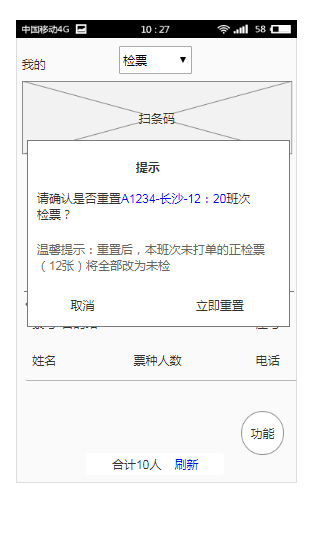 中国移动4G 10：27 58
我的 检票
扫条码
提示
请确认是否重置A1234-长沙-12：20班次
检票？
温馨提示：重置后，本班次未打单的正检票
（12张）将全部改为未检
取消 立即重置
姓名 票种人数 电话
功能
合计10人 刷新